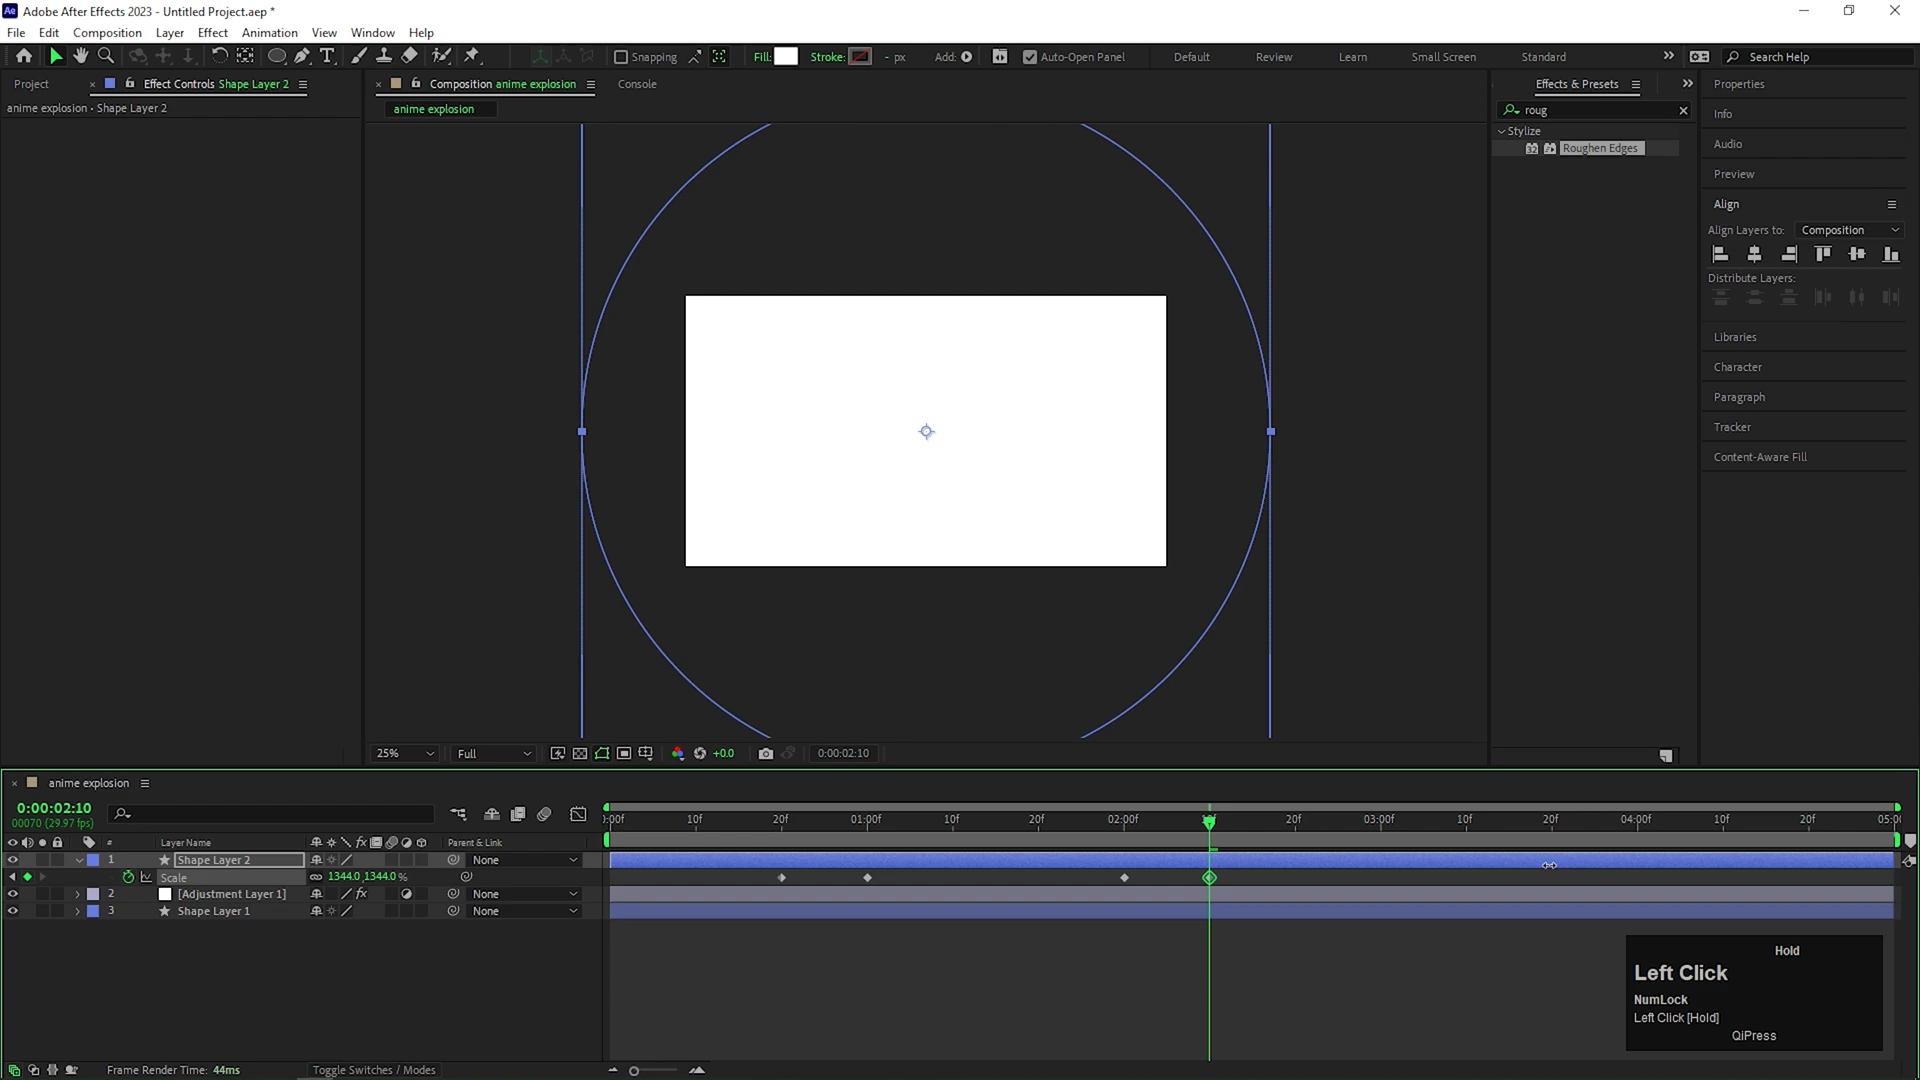 Adobe After Effects 2023 - Untitled Project.aep *
File Edit Composition Layer Effect Animation View Window Help
Snapping Fill: Stroke: - px Add: Auto-Open Panel Default Review Learn Small Screen Standard Search Help
Project Effect Controls Shape Layer 2 Composition anime explosion Console Effects & Presets Properties
anime explosion • Shape Layer 2
anime explosion
roug
Info
Stylize
Roughen Edges
Audio
Preview
Align
Align Layers to: Composition
Distribute Layers:
Libraries
Character
Paragraph
Tracker
Content-Aware Fill
25% Full +0.0 0:00:02:10
anime explosion
0:00:02:10
00070 (29.97 fps)
):00f 10f 20f 01:00f 10f 20f 02:00f 20f 03:00f 10f 20f 04:00f 10f 20f 05:0
# Layer Name Parent & Link
1 Shape Layer 2 None
Scale 1344.0,1344.0%
2 [Adjustment Layer 1] None
3 Shape Layer 1 None
Hold
Left Click
NumLock
Left Click [Hold]
QiPress
Frame Render Time: 44ms Toggle Switches / Modes